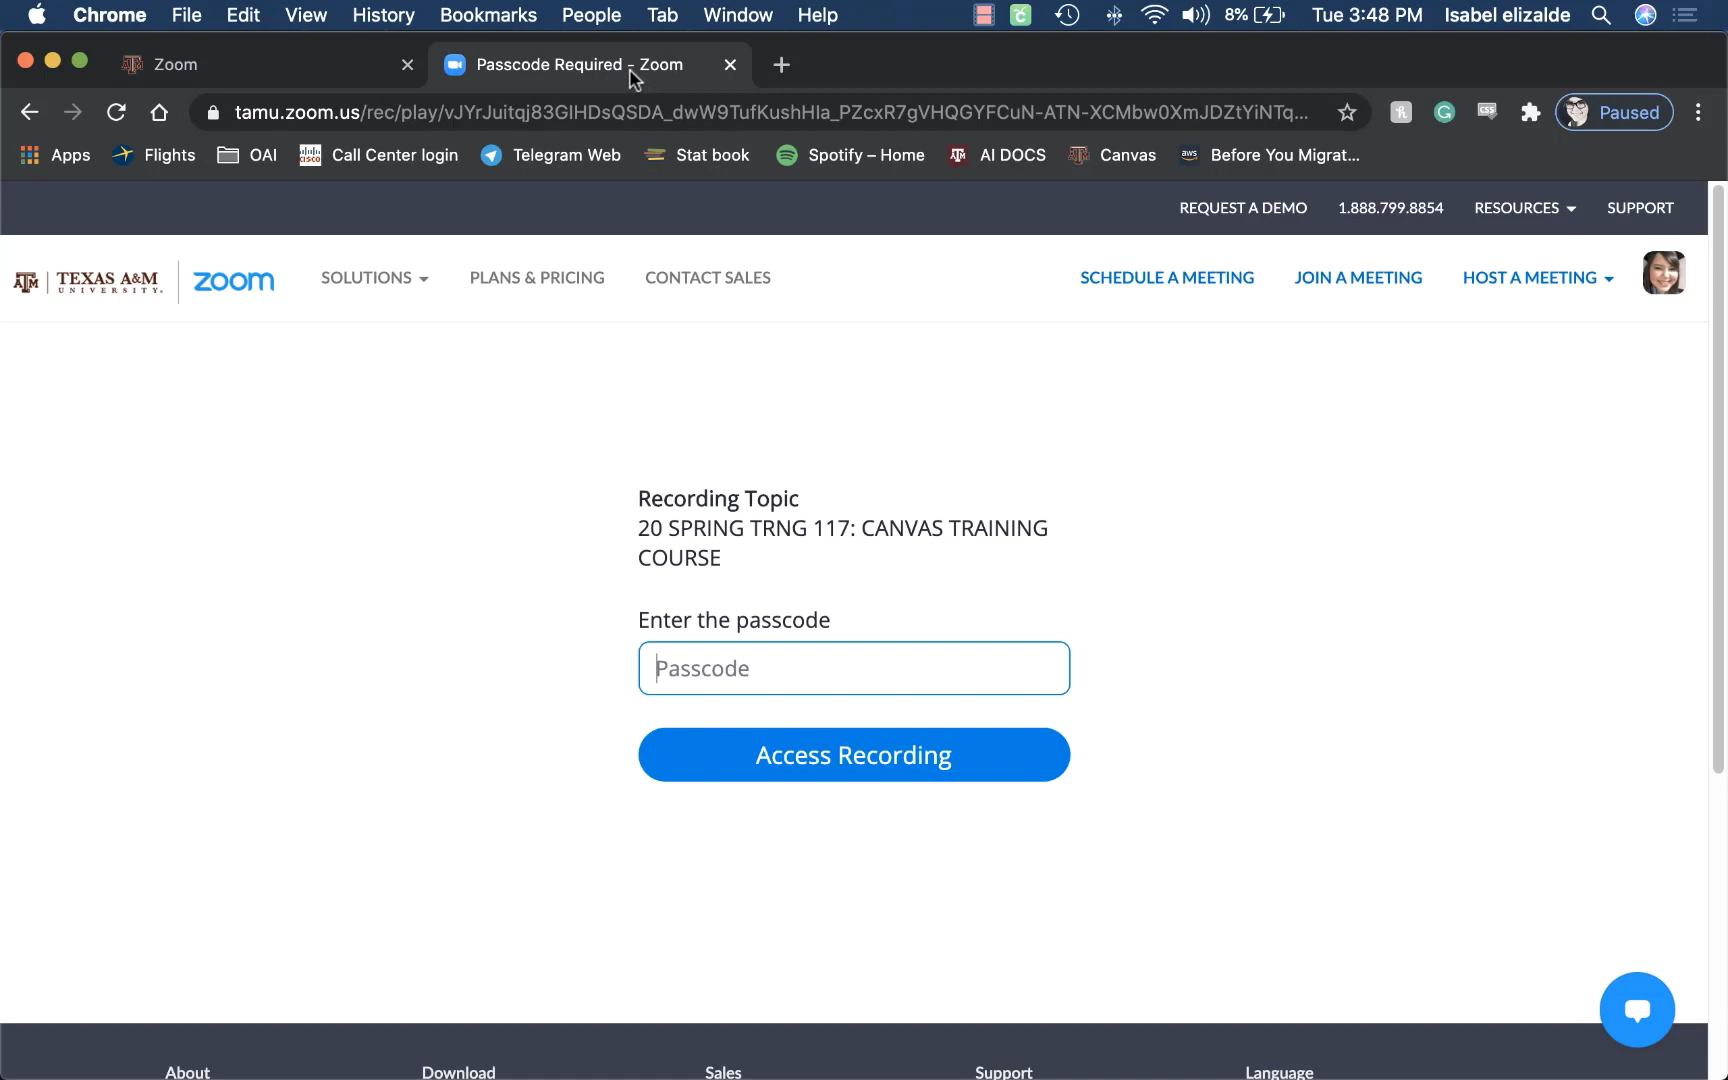 Chrome File Edit View History Bookmarks People Tab Window Help 8% Tue 3:48 PM Isabel elizalde
Zoom Passcode Required - Zoom
tamu.zoom.us/rec/play/vJYrJuitqj83GIHDsQSDA_dwW9TufKushHla_PZcxR7gVHQGYFCuN-ATN-XCMbw0XmJDZtYiNTq... Paused
Apps Flights OAI Call Center login Telegram Web Stat book Spotify – Home AI DOCS Canvas aws Before You Migrat...
REQUEST A DEMO 1.888.799.8854 RESOURCES SUPPORT
ATM TEXAS A&M UNIVERSITY. zoom SOLUTIONS PLANS & PRICING CONTACT SALES SCHEDULE A MEETING JOIN A MEETING HOST A MEETING
Recording Topic
20 SPRING TRNG 117: CANVAS TRAINING
COURSE
Enter the passcode
Passcode
Access Recording
About Download Sales Support Language